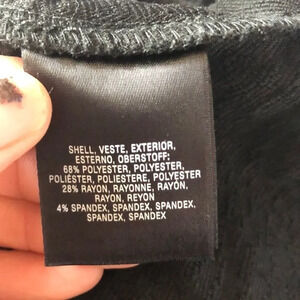 SHELL, VESTE, EXTERIOR,
ESTERNO, OBERSTOFF:
68% POLYESTER, POLYESTER,
POLIÉSTER, POLIESTERE, POLYESTER
28% RAYON, RAYONNE, RAYÓN,
RAYON, REYON
4% SPANDEX, SPANDEX, SPANDEX,
SPANDEX, SPANDEX